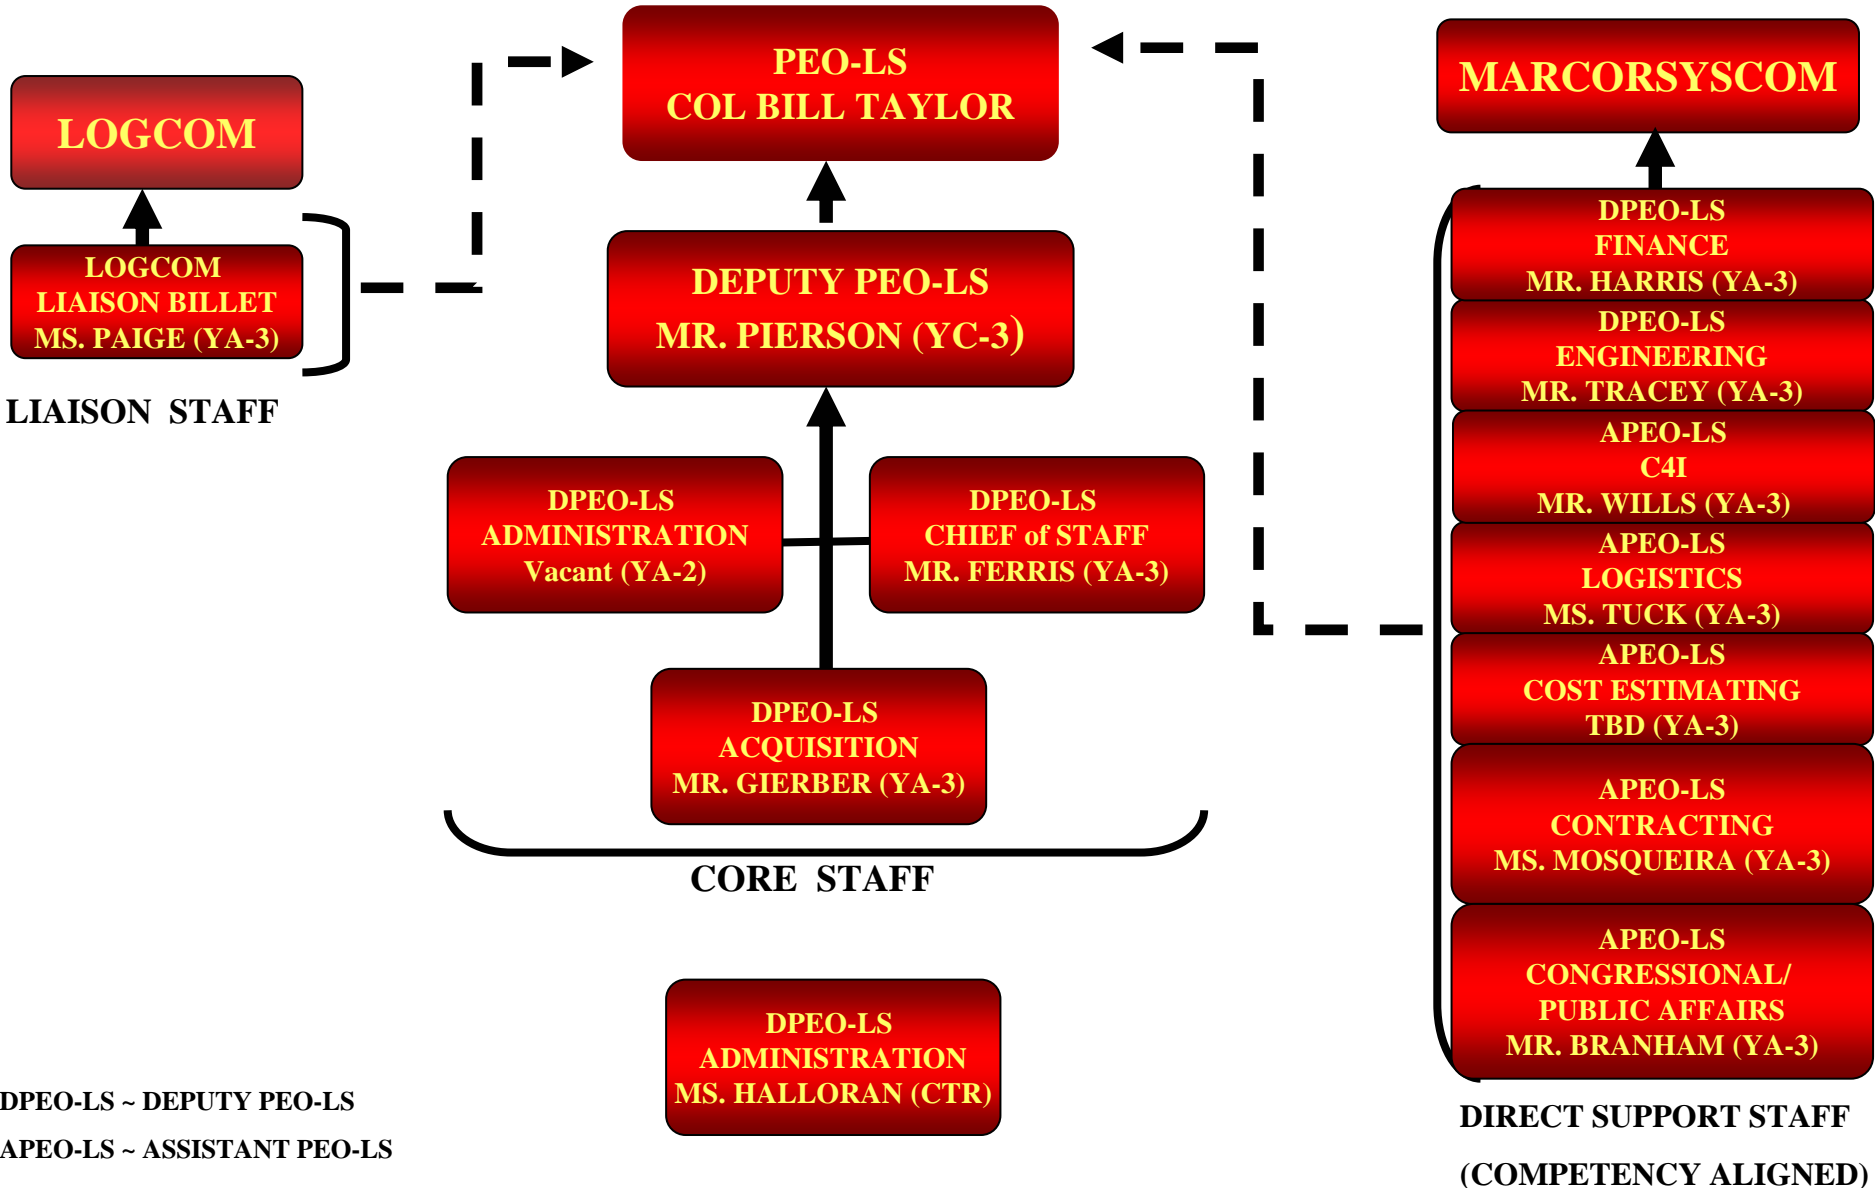 LOGCOM
LOGCOM
LIAISON BILLET
MS. PAIGE (YA-3)
LIAISON STAFF
PEO-LS
COL BILL TAYLOR
DEPUTY PEO-LS
MR. PIERSON (YC-3)
DPEO-LS
ADMINISTRATION
Vacant (YA-2)
DPEO-LS
CHIEF of STAFF
MR. FERRIS (YA-3)
DPEO-LS
ACQUISITION
MR. GIERBER (YA-3)
CORE STAFF
DPEO-LS
ADMINISTRATION
MS. HALLORAN (CTR)
MARCORSYSCOM
DPEO-LS
FINANCE
MR. HARRIS (YA-3)
DPEO-LS
ENGINEERING
MR. TRACEY (YA-3)
APEO-LS
C4I
MR. WILLS (YA-3)
APEO-LS
LOGISTICS
MS. TUCK (YA-3)
APEO-LS
COST ESTIMATING
TBD (YA-3)
APEO-LS
CONTRACTING
MS. MOSQUEIRA (YA-3)
APEO-LS
CONGRESSIONAL/
PUBLIC AFFAIRS
MR. BRANHAM (YA-3)
DIRECT SUPPORT STAFF
(COMPETENCY ALIGNED)
DPEO-LS ~ DEPUTY PEO-LS
APEO-LS ~ ASSISTANT PEO-LS